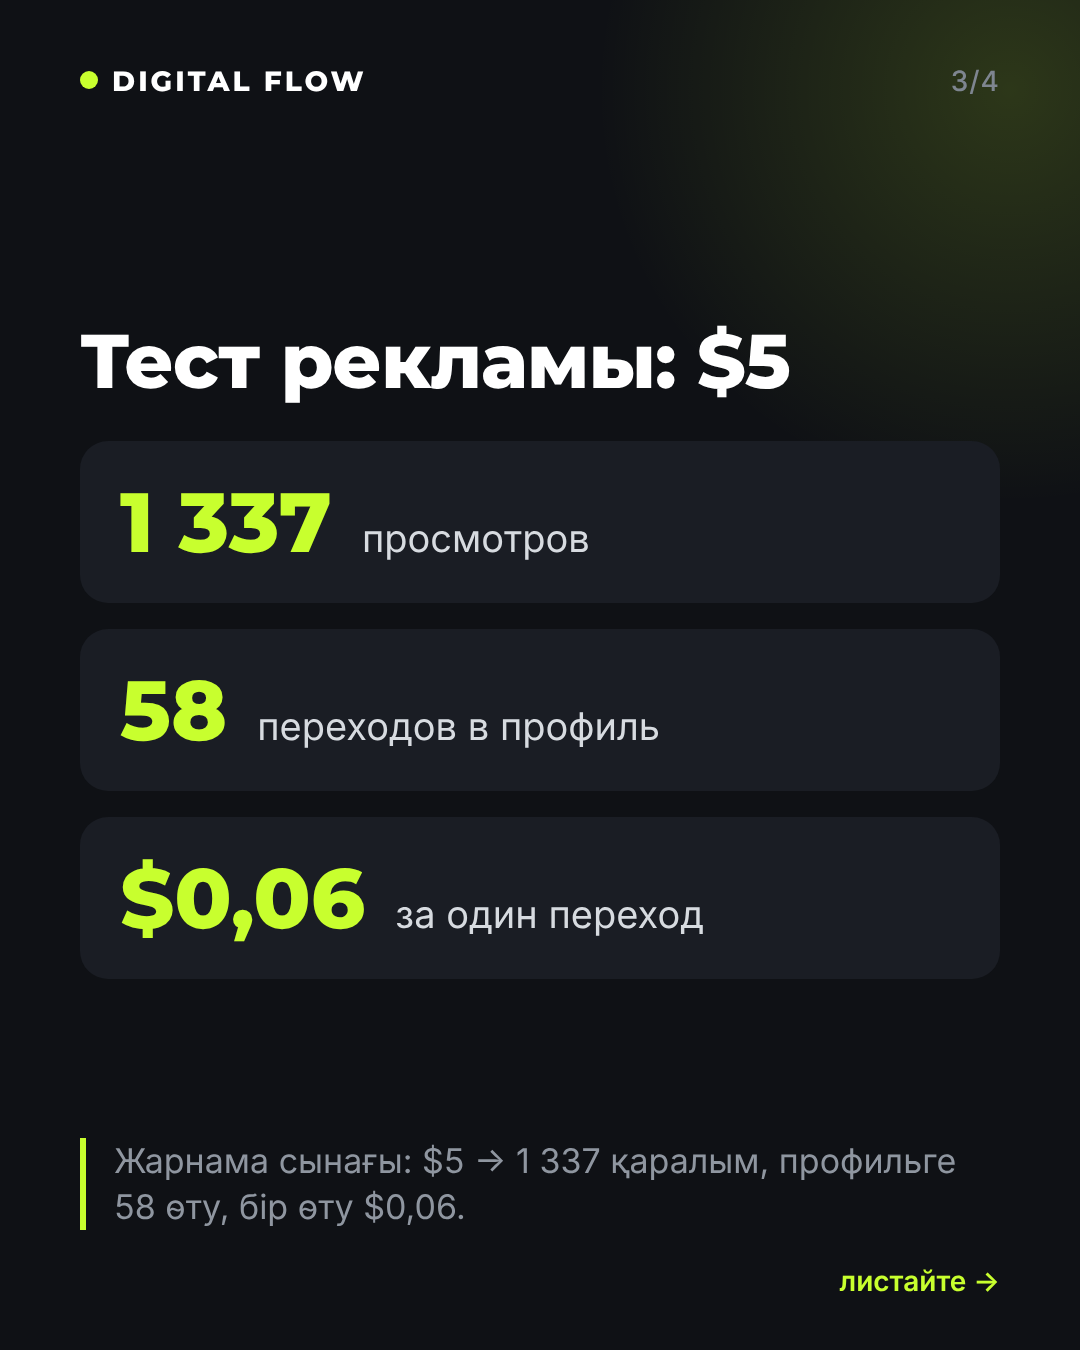 DIGITAL FLOW
3/4
Тест рекламы: $5
1 337 просмотров
58 переходов в профиль
$0,06 за один переход
Жарнама сынағы: $5 → 1 337 қаралым, профильге
58 өту, бір өту $0,06.
листайте →